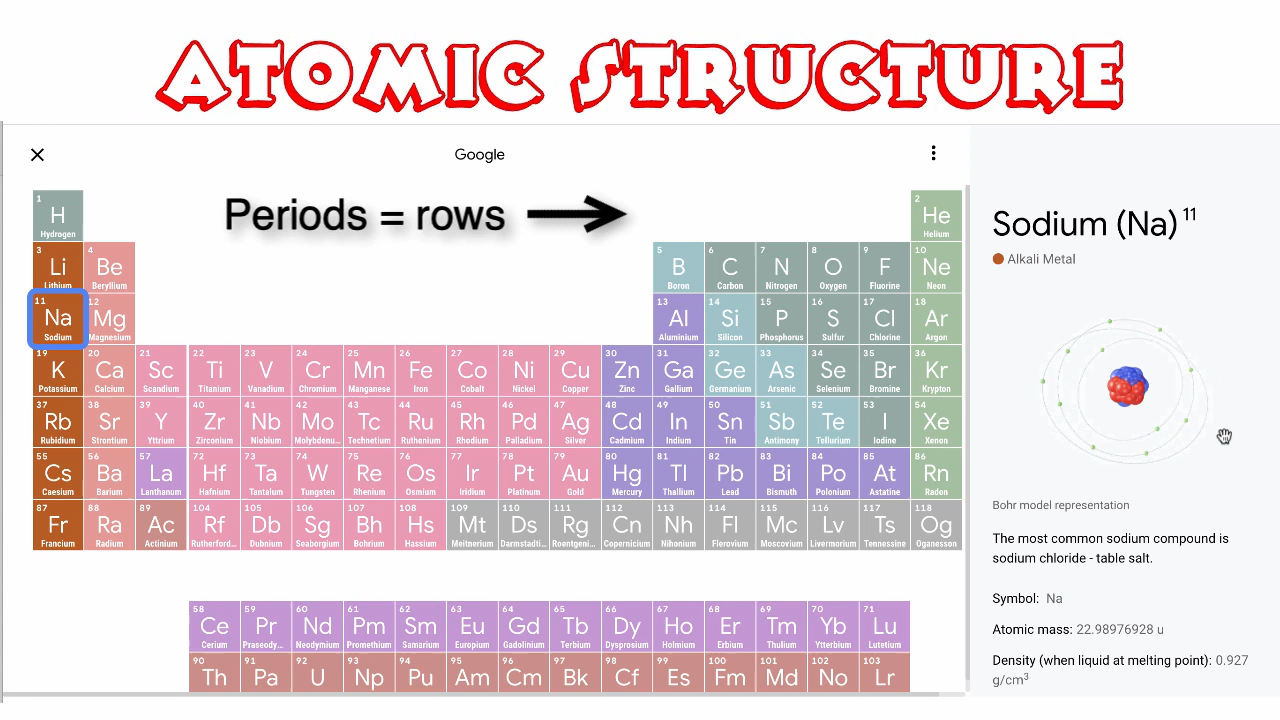 ATOMIC STRUCTURE
Google
Periods = rows
1 2
H He
Hydrogen Helium
3 4 5 6 7 8 9 10
Li Be B C N O F Ne
Lithium Beryllium Boron Carbon Nitrogen Oxygen Fluorine Neon
11 12 13 14 15 16 17 18
Na Mg Al Si P S Cl Ar
Sodium Magnesium Aluminium Silicon Phosphorus Sulfur Chlorine Argon
19 20 21 22 23 24 25 26 27 28 29 30 31 32 33 34 35 36
K Ca Sc Ti V Cr Mn Fe Co Ni Cu Zn Ga Ge As Se Br Kr
Potassium Calcium Scandium Titanium Vanadium Chromium Manganese Iron Cobalt Nickel Copper Zinc Gallium Germanium Arsenic Selenium Bromine Krypton
37 38 39 40 41 42 43 44 45 46 47 48 49 50 51 52 53 54
Rb Sr Y Zr Nb Mo Tc Ru Rh Pd Ag Cd In Sn Sb Te I Xe
Rubidium Strontium Yttrium Zirconium Niobium Molybdenu... Technetium Ruthenium Rhodium Palladium Silver Cadmium Indium Tin Antimony Tellurium Iodine Xenon
55 56 57 72 73 74 75 76 77 78 79 80 81 82 83 84 85 86
Cs Ba La Hf Ta W Re Os Ir Pt Au Hg Tl Pb Bi Po At Rn
Caesium Barium Lanthanum Hafnium Tantalum Tungsten Rhenium Osmium Iridium Platinum Gold Mercury Thallium Lead Bismuth Polonium Astatine Radon
87 88 89 104 105 106 107 108 109 110 111 112 113 114 115 116 117 118
Fr Ra Ac Rf Db Sg Bh Hs Mt Ds Rg Cn Nh Fl Mc Lv Ts Og
Francium Radium Actinium Rutherford... Dubnium Seaborgium Bohrium Hassium Meitnerium Darmstadti... Roentgeni... Copernicium Nihonium Flerovium Moscovium Livermorium Tennessine Oganesson
58 59 60 61 62 63 64 65 66 67 68 69 70 71
Ce Pr Nd Pm Sm Eu Gd Tb Dy Ho Er Tm Yb Lu
Cerium Praseody... Neodymium Promethium Samarium Europium Gadolinium Terbium Dysprosium Holmium Erbium Thulium Ytterbium Lutetium
90 91 92 93 94 95 96 97 98 99 100 101 102 103
Th Pa U Np Pu Am Cm Bk Cf Es Fm Md No Lr
Sodium (Na) 11
Alkali Metal
Bohr model representation
The most common sodium compound is
sodium chloride - table salt.
Symbol: Na
Atomic mass: 22.98976928 u
Density (when liquid at melting point): 0.927
g/cm³